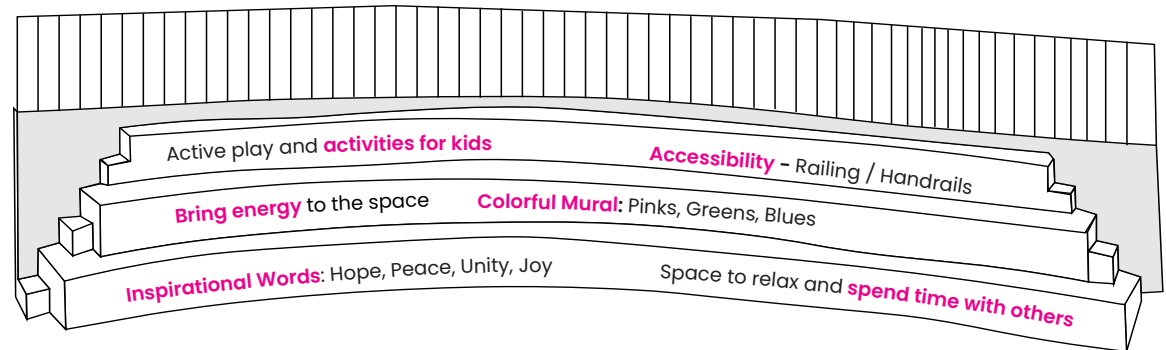 Active play and activities for kids
Accessibility – Railing / Handrails
Bring energy to the space
Colorful Mural: Pinks, Greens, Blues
Inspirational Words: Hope, Peace, Unity, Joy
Space to relax and spend time with others